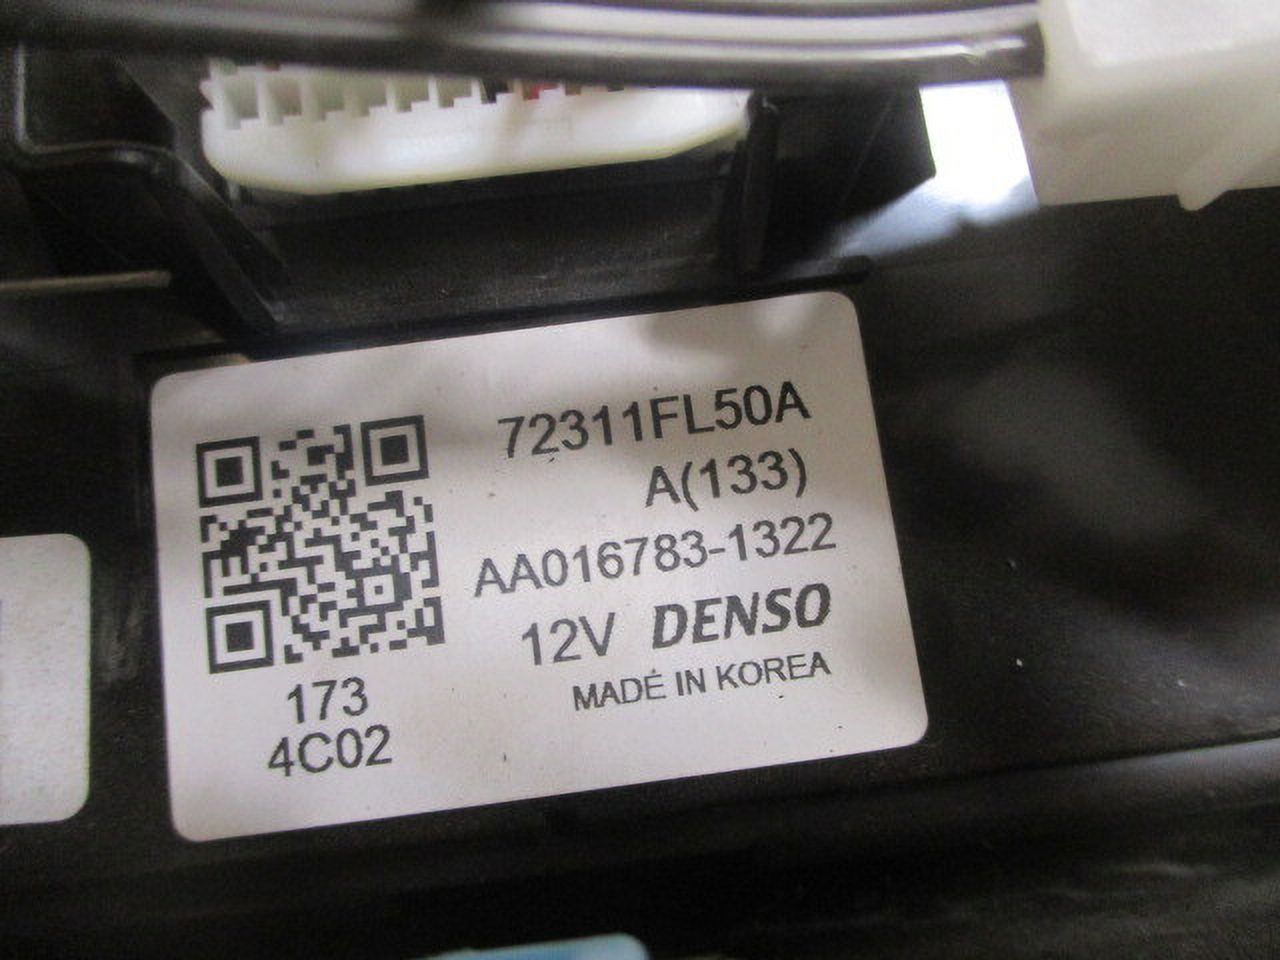 72311FL50A
A(133)
AA016783-1322
12V DENSO
MADE IN KOREA
173
4C02